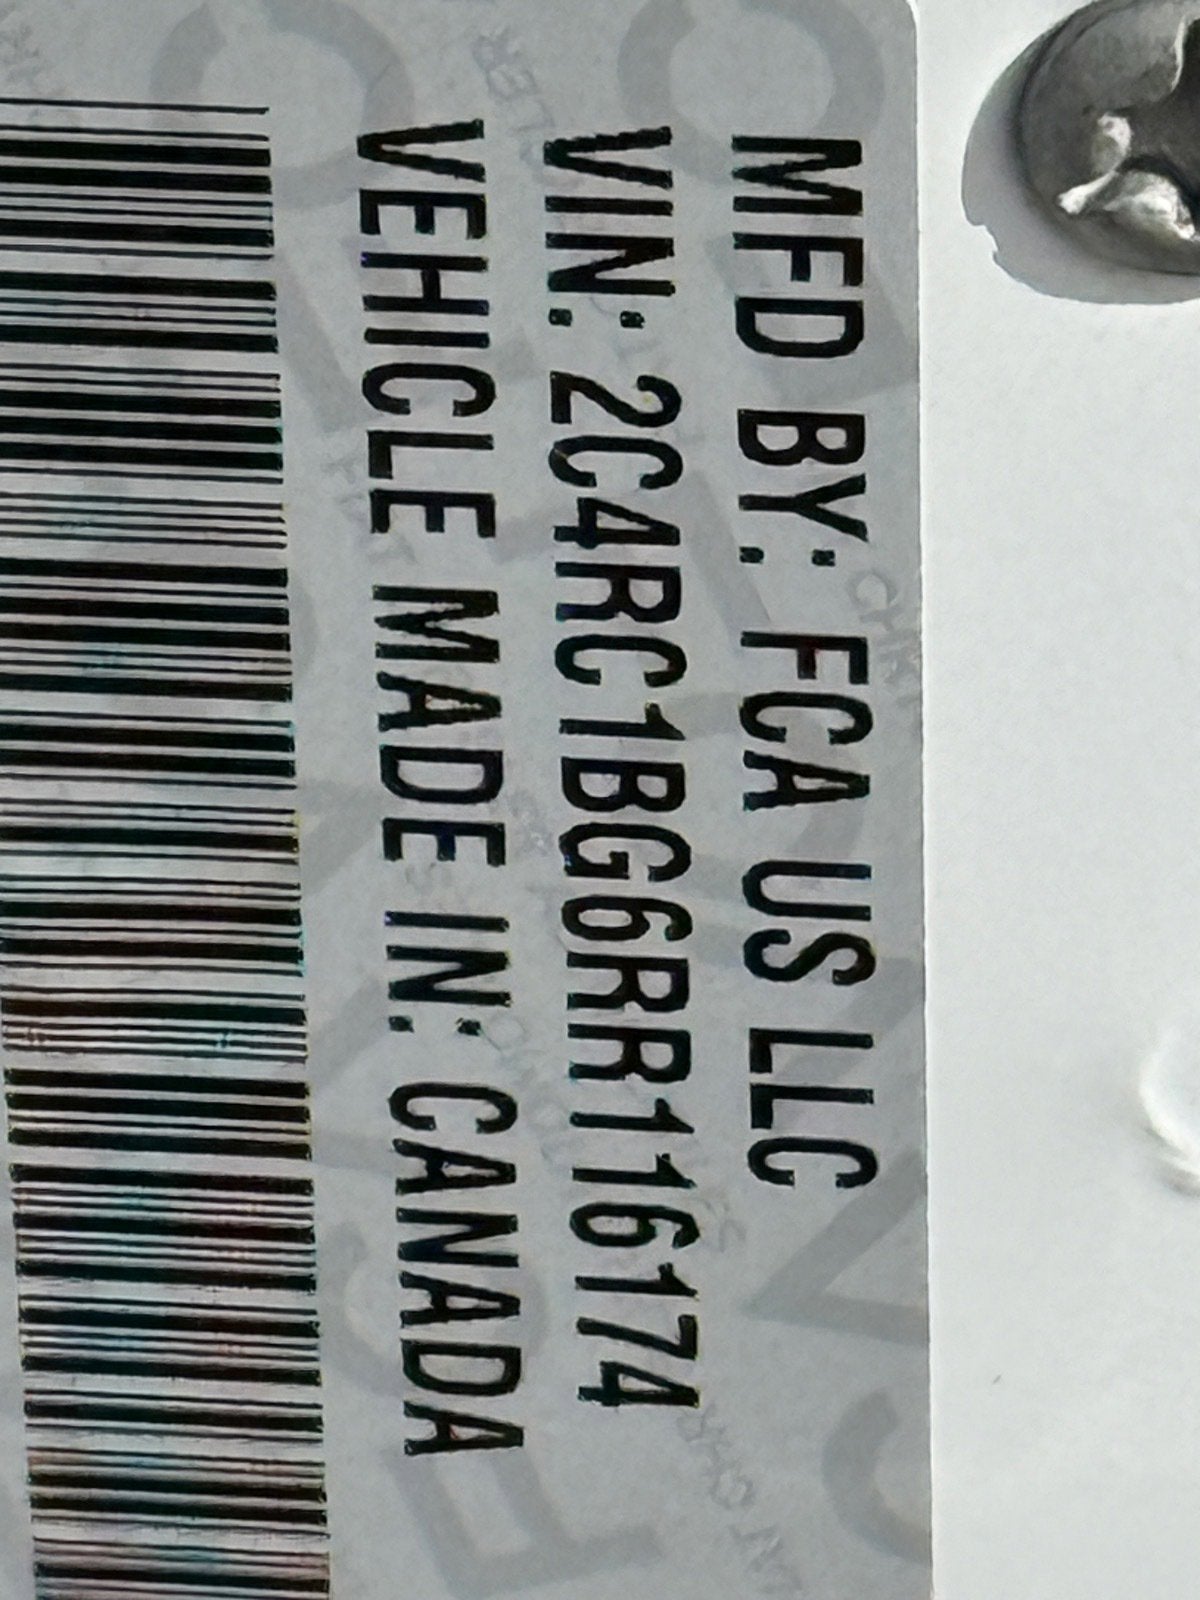 MFD BY: FCA US LLC
VIN: 2C4RC1BG6RR116174
VEHICLE MADE IN: CANADA